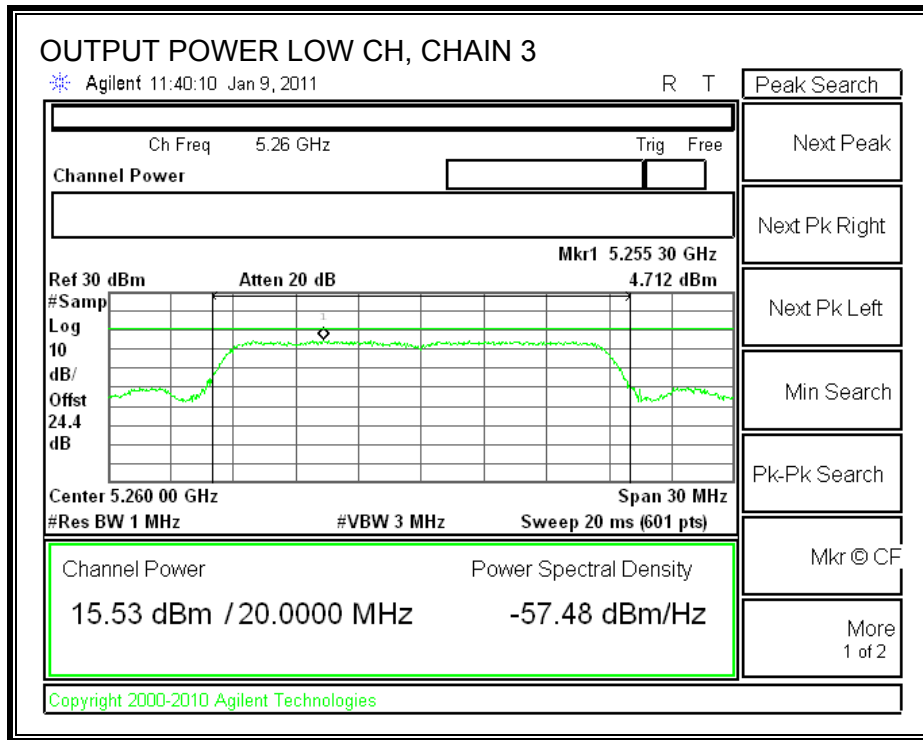 OUTPUT POWER LOW CH, CHAIN 3
Agilent 11:40:10 Jan 9, 2011 R T
Peak Search
Ch Freq 5.26 GHz Trig Free
Channel Power
Next Peak
Next Pk Right
Mkr1 5.255 30 GHz
Ref 30 dBm Atten 20 dB 4.712 dBm
#Samp
Log
10
dB/
Offst
24.4
dB
1
Next Pk Left
Min Search
Pk-Pk Search
Center 5.260 00 GHz Span 30 MHz
#Res BW 1 MHz #VBW 3 MHz Sweep 20 ms (601 pts)
Channel Power Power Spectral Density
15.53 dBm / 20.0000 MHz -57.48 dBm/Hz
Mkr © CF
More
1 of 2
Copyright 2000-2010 Agilent Technologies